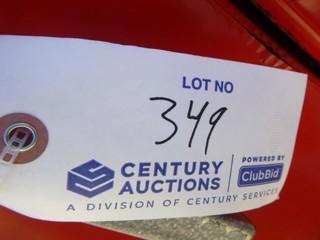 LOT NO
349
CENTURY AUCTIONS
POWERED BY
ClubBid
A DIVISION OF CENTURY SERVICES